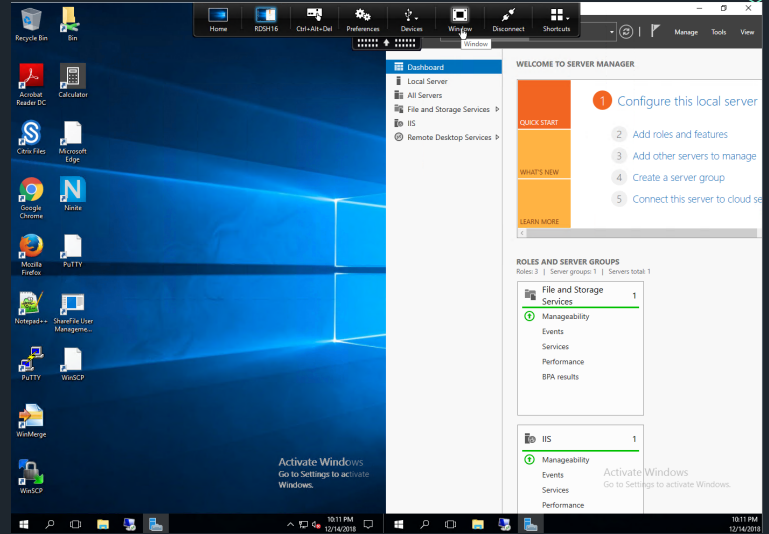 Home
RDSH16
Ctrl+Alt+Del
Preferences
Devices
Window
Disconnect
Shortcuts
Window
Manage
Tools
View
Recycle Bin
Bin
Acrobat
Reader DC
Calculator
Citrix Files
Microsoft
Edge
Google
Chrome
Ninite
Mozilla
Firefox
PuTTY
Notepad++
ShareFile User
Manageme...
PuTTY
WinSCP
WinMerge
WinSCP
Activate Windows
Go to Settings to activate
Windows.
10:11 PM
12/14/2018
Dashboard
Local Server
All Servers
File and Storage Services
IIS
Remote Desktop Services
WELCOME TO SERVER MANAGER
QUICK START
WHAT'S NEW
LEARN MORE
1 Configure this local server
2 Add roles and features
3 Add other servers to manage
4 Create a server group
5 Connect this server to cloud se
ROLES AND SERVER GROUPS
Roles: 3 | Server groups: 1 | Servers total: 1
File and Storage
Services
1
Manageability
Events
Services
Performance
BPA results
IIS 1
Manageability
Events
Services
Performance
Activate Windows
Go to Settings to activate Windows.
10:11 PM
12/14/2018